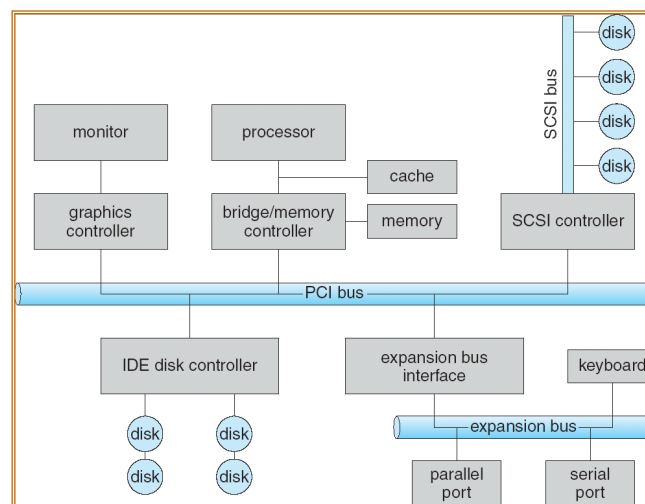 disk
disk
disk
disk
SCSI bus
monitor
processor
cache
graphics
controller
bridge/memory
controller
memory
SCSI controller
PCI bus
IDE disk controller
expansion bus
interface
keyboard
expansion bus
disk
disk
disk
disk
parallel
port
serial
port